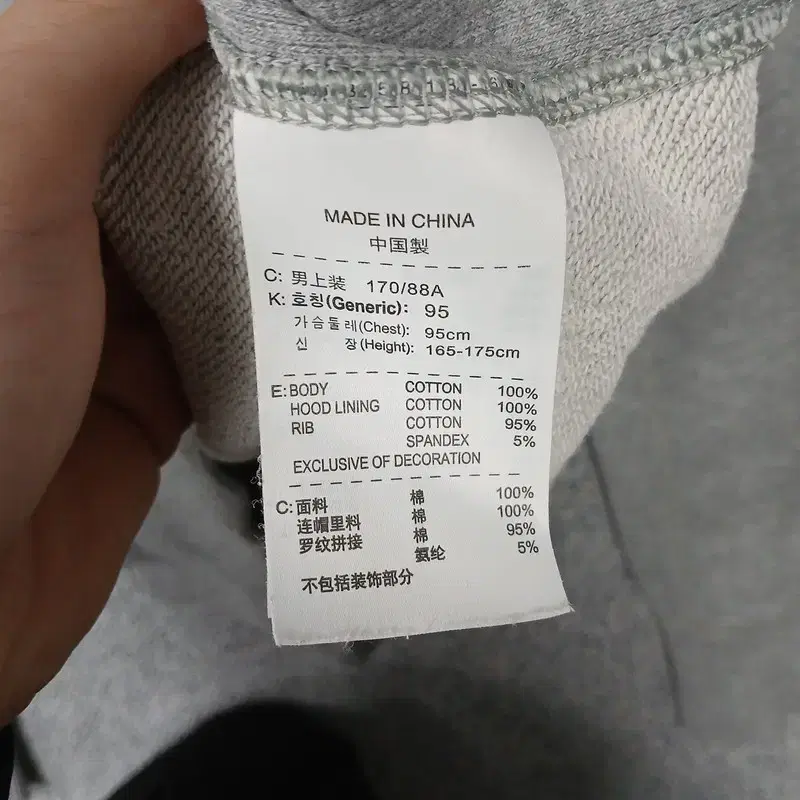 MADE IN CHINA
中国製
C: 男上装 170/88A
K: 호칭(Generic): 95
가슴둘레(Chest): 95cm
신 장(Height): 165-175cm
E: BODY COTTON 100%
HOOD LINING COTTON 100%
RIB COTTON 95%
SPANDEX 5%
EXCLUSIVE OF DECORATION
C: 面料 棉 100%
连帽里料 棉 100%
罗纹拼接 棉 95%
氨纶 5%
不包括装饰部分